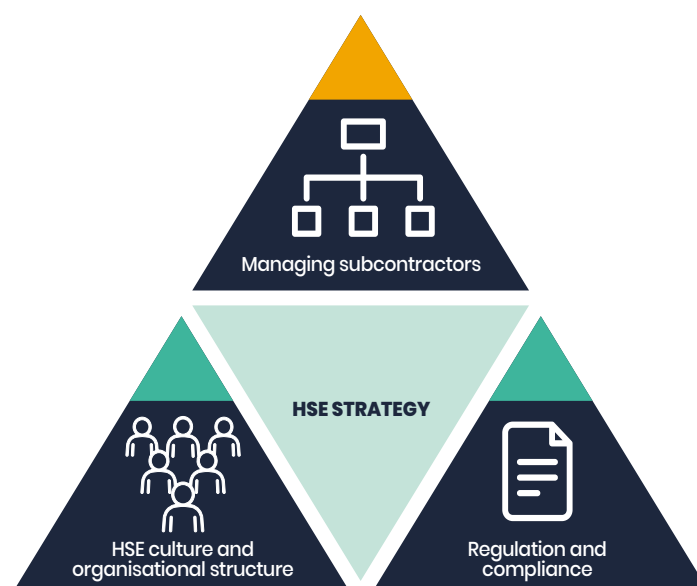 Managing subcontractors
HSE STRATEGY
HSE culture and
organisational structure
Regulation and
compliance